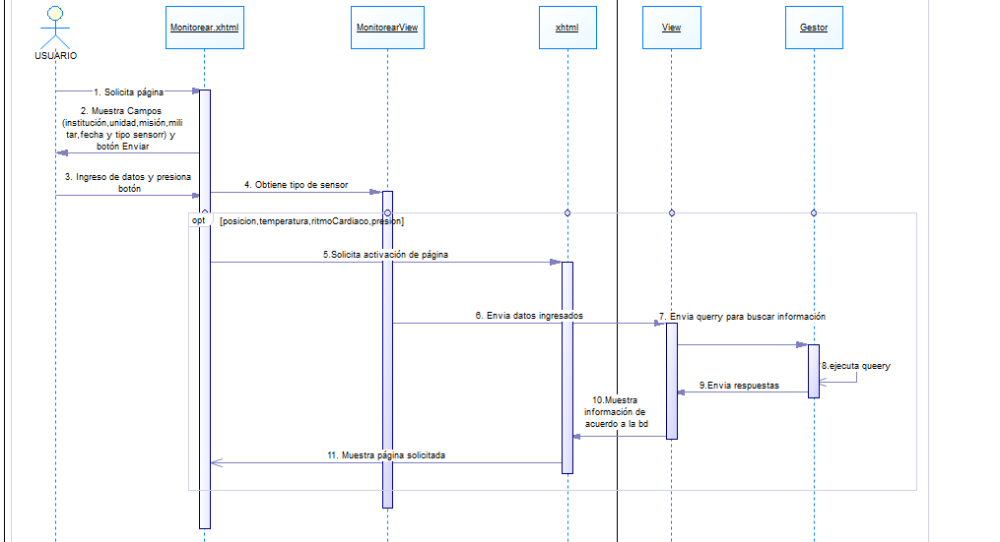 USUARIO
Monitorear.xhtml
MonitorearView
xhtml
View
Gestor
1. Solicita página
2. Muestra Campos
(institución,unidad,misión,mili
tar,fecha y tipo sensorr) y
botón Enviar
3. Ingreso de datos y presiona
botón
4. Obtiene tipo de sensor
opt
[posicion,temperatura,ritmoCardiaco,presion]
5.Solicita activación de página
6. Envia datos ingresados
7. Envia querry para buscar información
8.ejecuta queery
9.Envia respuestas
10.Muestra
información de
acuerdo a la bd
11. Muestra página solicitada